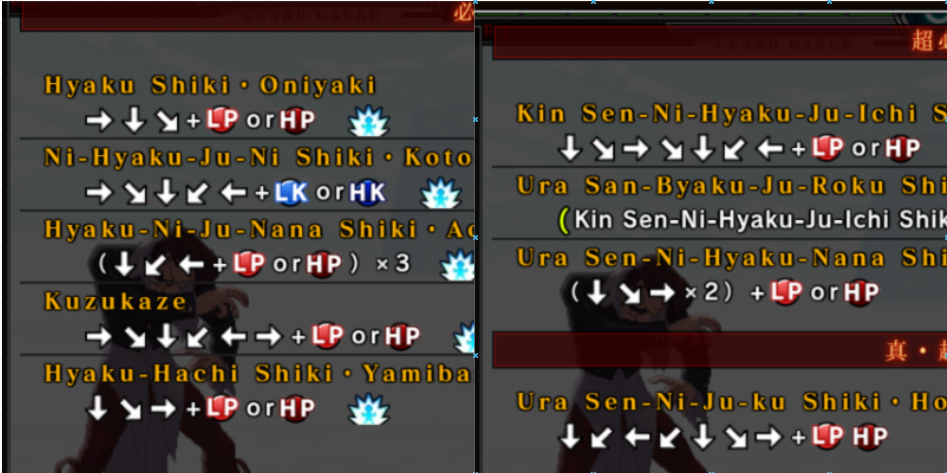 必
Hyaku Shiki・Oniyaki
→ ↓ ↘ + LP or HP
Ni-Hyaku-Ju-Ni Shiki・Koto
→ ↘ ↓ ↙ ← + LK or HK
Hyaku-Ni-Ju-Nana Shiki・Ao
( ↓ ↙ ← + LP or HP ) ×3
Kuzukaze
→ ↘ ↓ ↙ ← → + LP or HP
Hyaku-Hachi Shiki・Yamiba
↓ ↘ → + LP or HP
超
Kin Sen-Ni-Hyaku-Ju-Ichi S
↓ ↘ → ↘ ↓ ↙ ← + LP or HP
Ura San-Byaku-Ju-Roku Shi
(Kin Sen-Ni-Hyaku-Ju-Ichi Shik
Ura Sen-Ni-Hyaku-Nana Shi
( ↓ ↘ → ×2) + LP or HP
真・
Ura Sen-Ni-Ju-ku Shiki・Ho
↓ ↙ ← ↙ ↓ ↘ → + LP HP